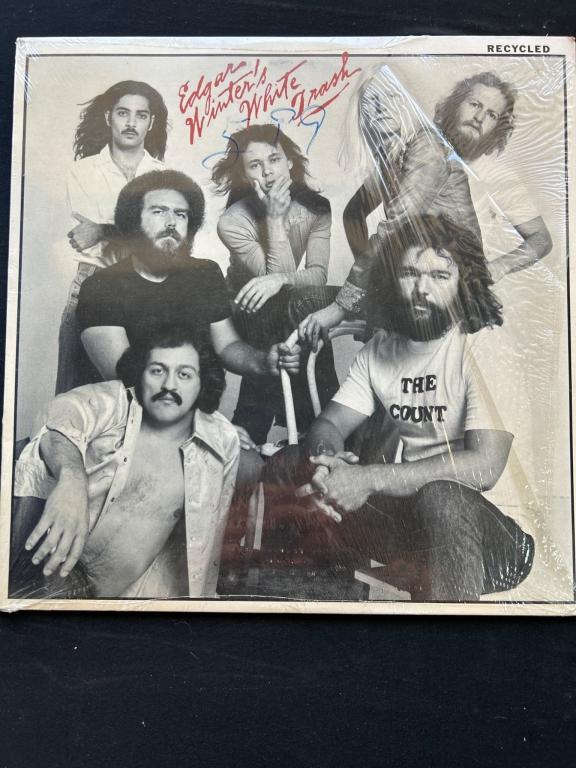 RECYCLED
Edgar
Winter's
White
Trash
THE
COUNT